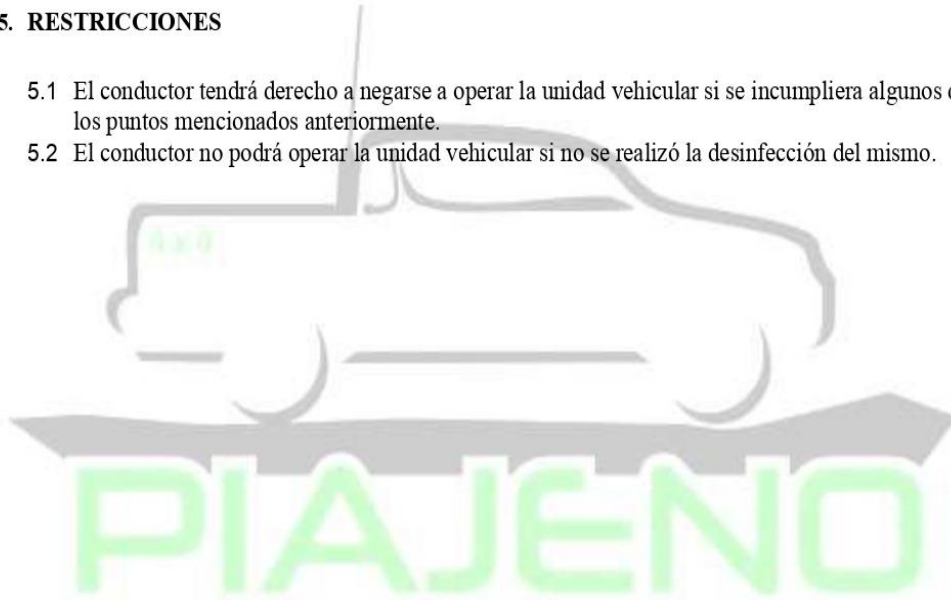 5. RESTRICCIONES
5.1 El conductor tendrá derecho a negarse a operar la unidad vehicular si se incumpliera algunos
los puntos mencionados anteriormente.
5.2 El conductor no podrá operar la unidad vehicular si no se realizó la desinfección del mismo.
4 x 4
PIAJENO